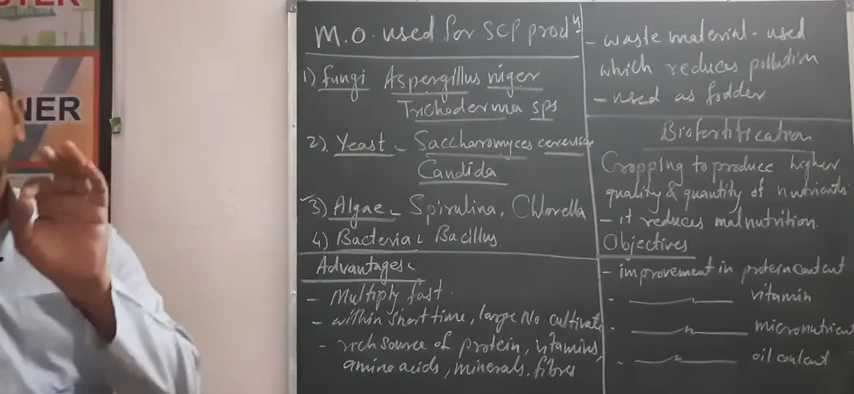 STER
NER
M.O. used for SCP prodⁿ
1) Fungi Aspergillus niger
Trichoderma sps
2) Yeast - Saccharomyces
Candida
3) Algae - Spirulina, Chlorella
4) Bacteria - Bacillus
Advantages -
- Multiply fast.
- within short time, large No. cultivate
- rich source of protein, vitamins,
amino acids, minerals, fibres
- waste material used
which reduces pollution
- used as fodder
Biofortification
Cropping to produce higher
quality & quantity of nutrients
- it reduces malnutrition.
Objectives
- improvement in protein content
- —— " —— vitamin
- —— " —— micronutrient
- —— " —— oil content